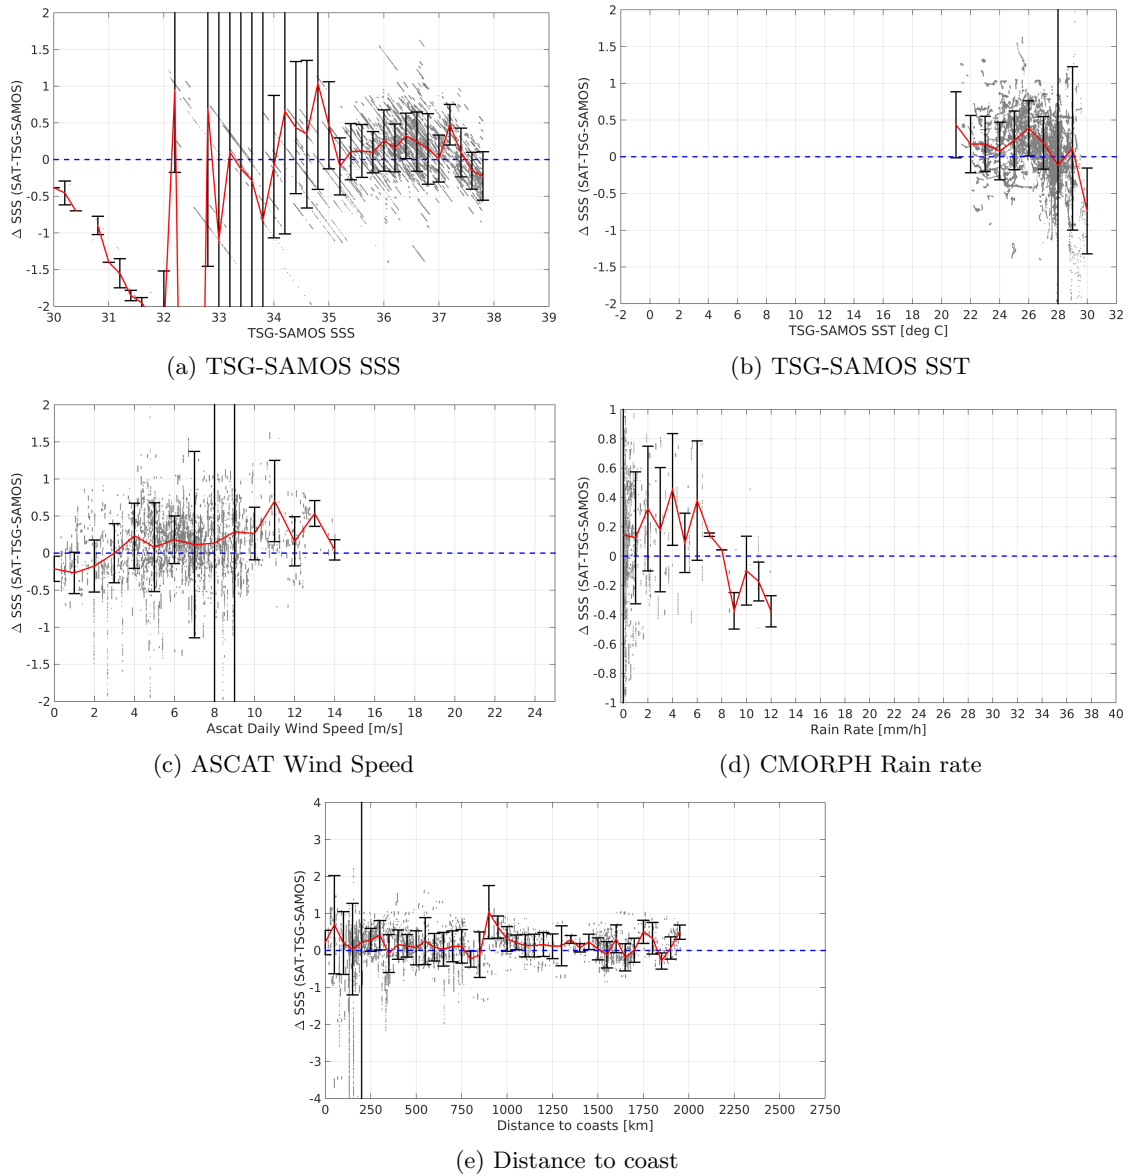 2
1.5
1
0.5
0
-0.5
-1
-1.5
-2
Δ SSS (SAT-TSG-SAMOS)
30 31 32 33 34 35 36 37 38 39
TSG-SAMOS SSS
(a) TSG-SAMOS SSS
2
1.5
1
0.5
0
-0.5
-1
-1.5
-2
Δ SSS (SAT-TSG-SAMOS)
-2 0 2 4 6 8 10 12 14 16 18 20 22 24 26 28 30 32
TSG-SAMOS SST [deg C]
(b) TSG-SAMOS SST
2
1.5
1
0.5
0
-0.5
-1
-1.5
-2
Δ SSS (SAT-TSG-SAMOS)
0 2 4 6 8 10 12 14 16 18 20 22 24
Ascat Daily Wind Speed [m/s]
(c) ASCAT Wind Speed
1
0.8
0.6
0.4
0.2
0
-0.2
-0.4
-0.6
-0.8
-1
Δ SSS (SAT-TSG-SAMOS)
0 2 4 6 8 10 12 14 16 18 20 22 24 26 28 30 32 34 36 38 40
Rain Rate [mm/h]
(d) CMORPH Rain rate
4
3
2
1
0
-1
-2
-3
-4
Δ SSS (SAT-TSG-SAMOS)
0 250 500 750 1000 1250 1500 1750 2000 2250 2500 2750
Distance to coasts [km]
(e) Distance to coast